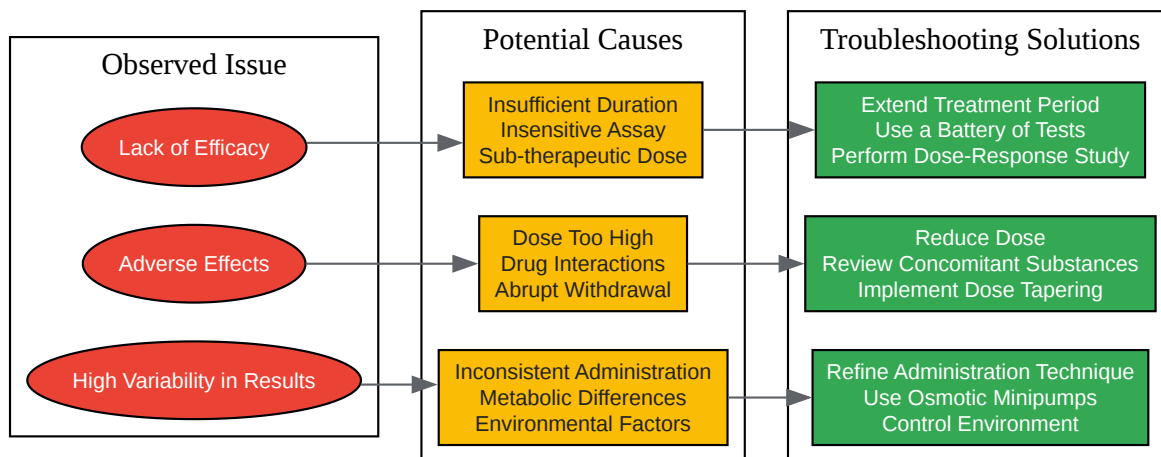 Observed Issue
Lack of Efficacy
Adverse Effects
High Variability in Results
Potential Causes
Insufficient Duration
Insensitive Assay
Sub-therapeutic Dose
Dose Too High
Drug Interactions
Abrupt Withdrawal
Inconsistent Administration
Metabolic Differences
Environmental Factors
Troubleshooting Solutions
Extend Treatment Period
Use a Battery of Tests
Perform Dose-Response Study
Reduce Dose
Review Concomitant Substances
Implement Dose Tapering
Refine Administration Technique
Use Osmotic Minipumps
Control Environment